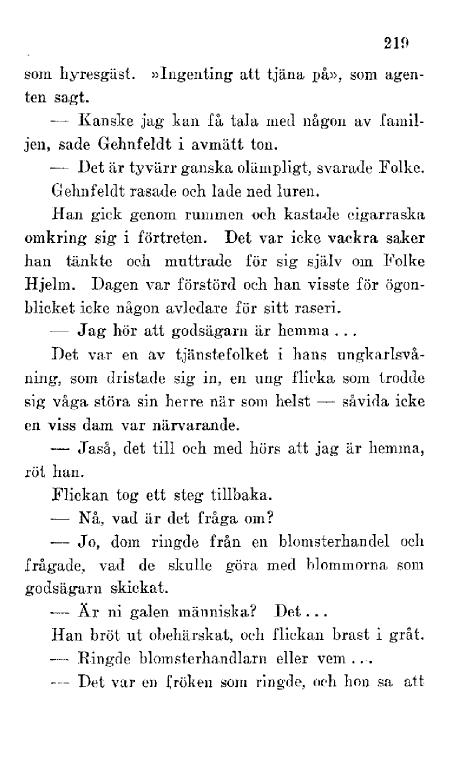 219
som hyresgäst. »Ingenting att tjäna på», som agen-
ten sagt.
— Kanske jag kan få tala med någon av famil-
jen, sade Gehnfeldt i avmätt ton.
— Det är tyvärr ganska olämpligt, svarade Folke.
Gehnfeldt rasade och lade ned luren.
Han gick genom rummen och kastade cigarraska
omkring sig i förtreten. Det var icke vackra saker
han tänkte och muttrade för sig själv om Folke
Hjelm. Dagen var förstörd och han visste för ögon-
blicket icke någon avledare för sitt raseri.
— Jag hör att godsägarn är hemma . . .
Det var en av tjänstefolket i hans ungkarlsvå-
ning, som dristade sig in, en ung flicka som trodde
sig våga störa sin herre när som helst — såvida icke
en viss dam var närvarande.
— Jaså, det till och med hörs att jag är hemma,
röt han.
Flickan tog ett steg tillbaka.
— Nå, vad är det fråga om?
— Jo, dom ringde från en blomsterhandel och
frågade, vad de skulle göra med blommorna som
godsägarn skickat.
— Är ni galen människa? Det . . .
Han bröt ut obehärskat, och flickan brast i gråt.
— Ringde blomsterhandlarn eller vem . . .
— Det var en fröken som ringde, och hon sa att